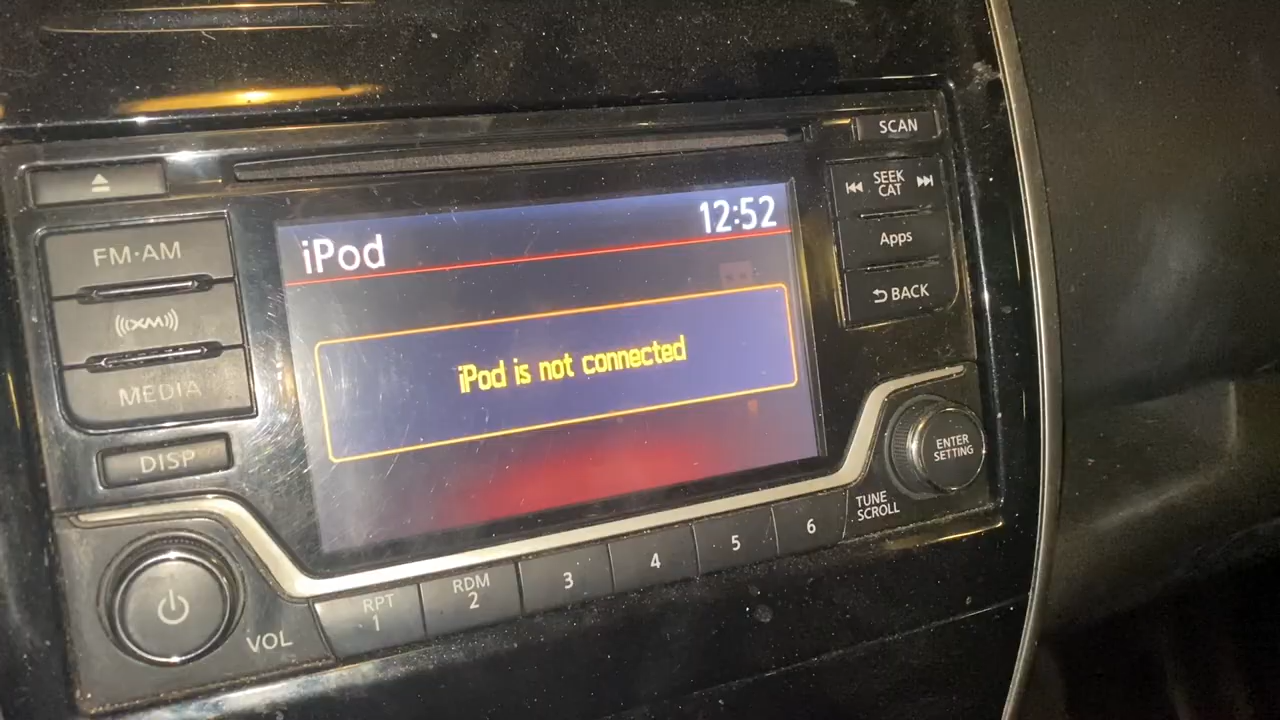 SCAN
SEEK
CAT
Apps
BACK
FM·AM
((XM))
MEDIA
DISP
iPod
12:52
iPod is not connected
ENTER
SETTING
TUNE
SCROLL
VOL
RPT
1
RDM
2
3
4
5
6